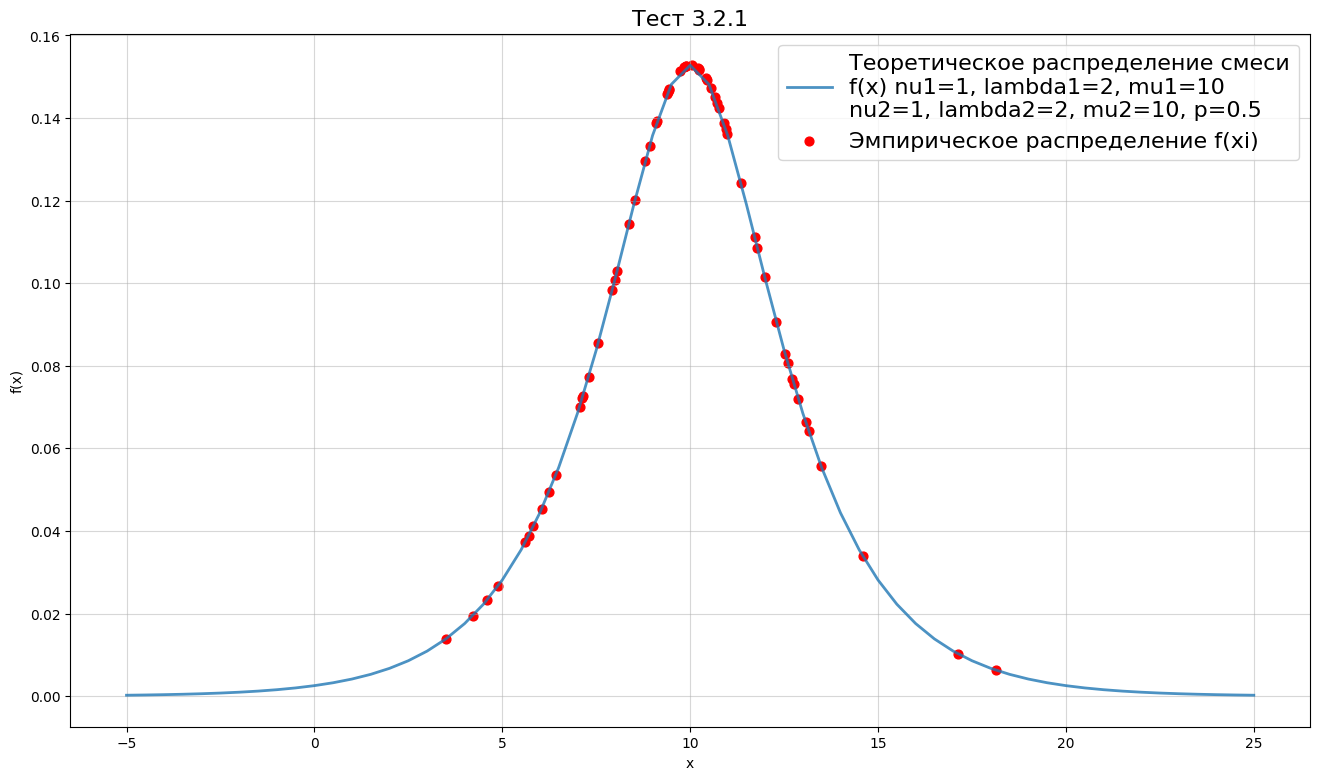 Тест 3.2.1
0.16
0.14
0.12
0.10
0.08
0.06
0.04
0.02
0.00
f(x)
Теоретическое распределение смеси
f(x) nu1=1, lambda1=2, mu1=10
nu2=1, lambda2=2, mu2=10, p=0.5
Эмпирическое распределение f(xi)
−5
0
5
10
15
20
25
x